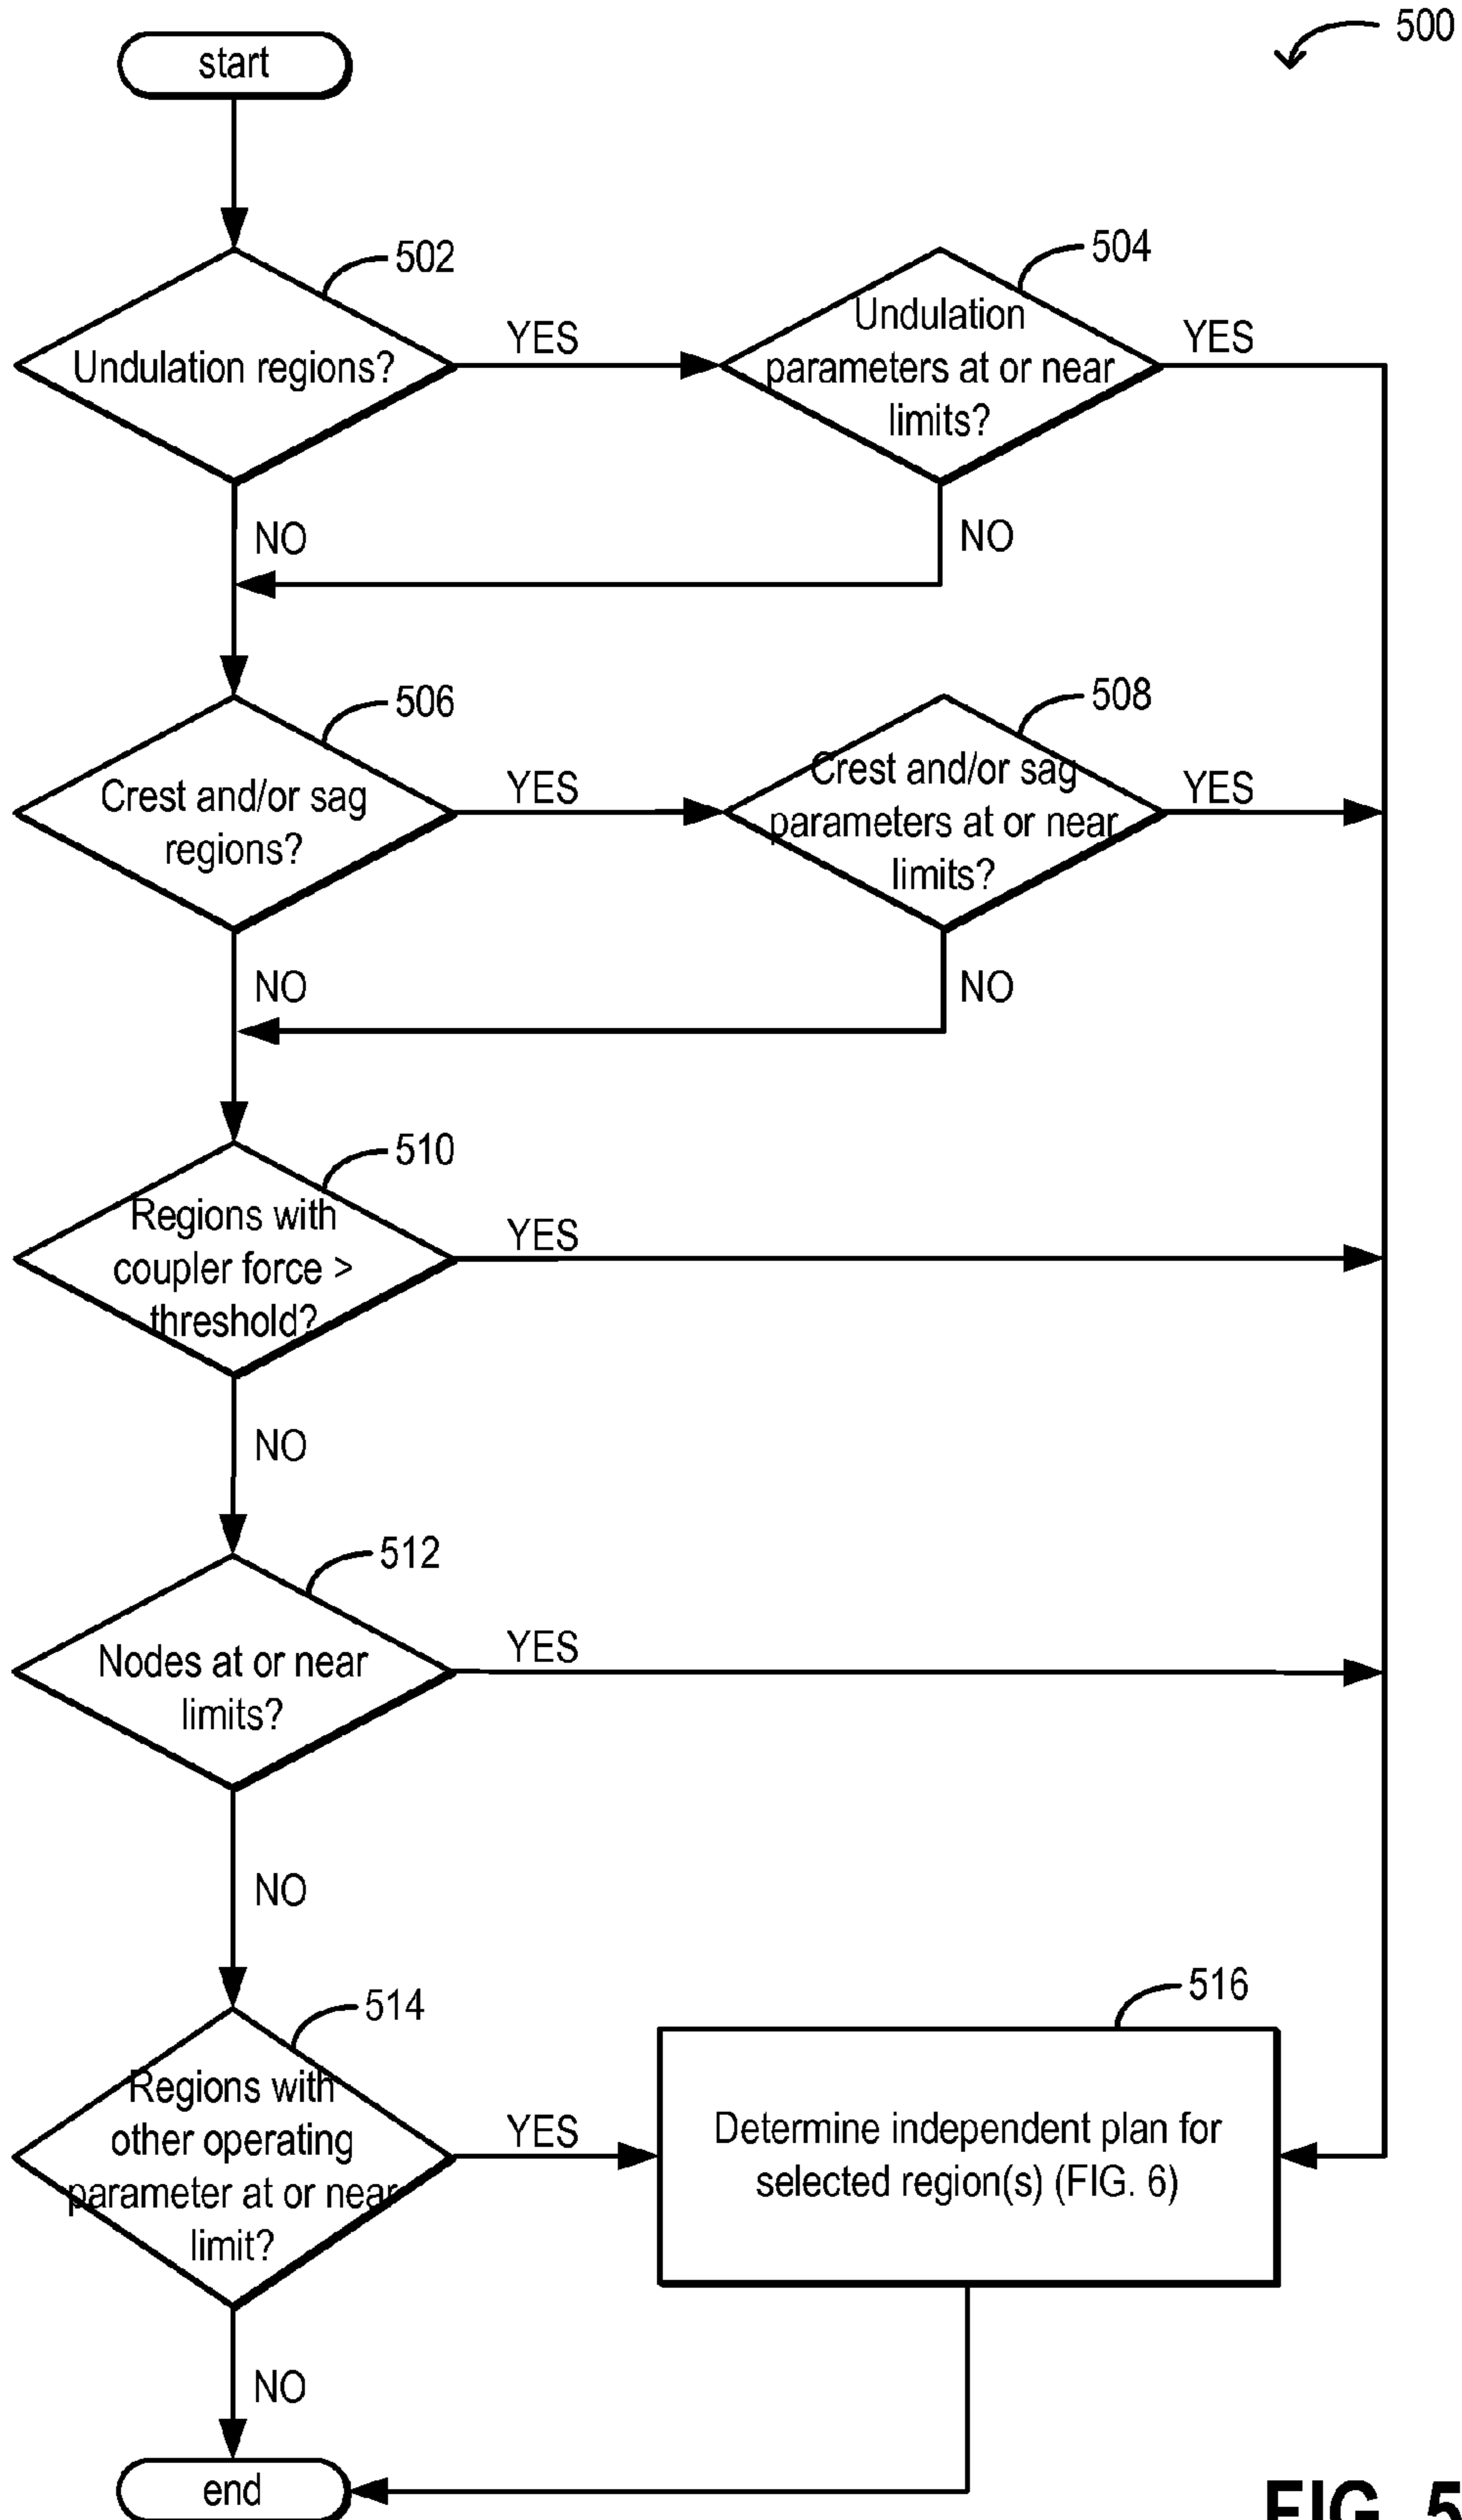 500
start
502
504
Undulation regions?
YES
Undulation
parameters at or near
limits?
YES
NO
NO
506
508
Crest and/or sag
regions?
YES
Crest and/or sag
parameters at or near
limits?
YES
NO
NO
510
Regions with
coupler force >
threshold?
YES
NO
512
Nodes at or near
limits?
YES
NO
514
516
Regions with
other operating
parameter at or near
limit?
YES
Determine independent plan for
selected region(s) (FIG. 6)
NO
end
FIG. 5